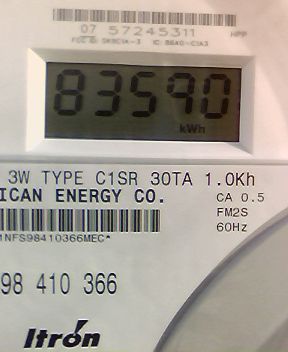 07 57245311 HPP
83590
kWh
3W TYPE C1SR 30TA 1.0Kh
ICAN ENERGY CO. CA 0.5
FM2S
60Hz
1NFS98410366MEC*
98 410 366
Itron